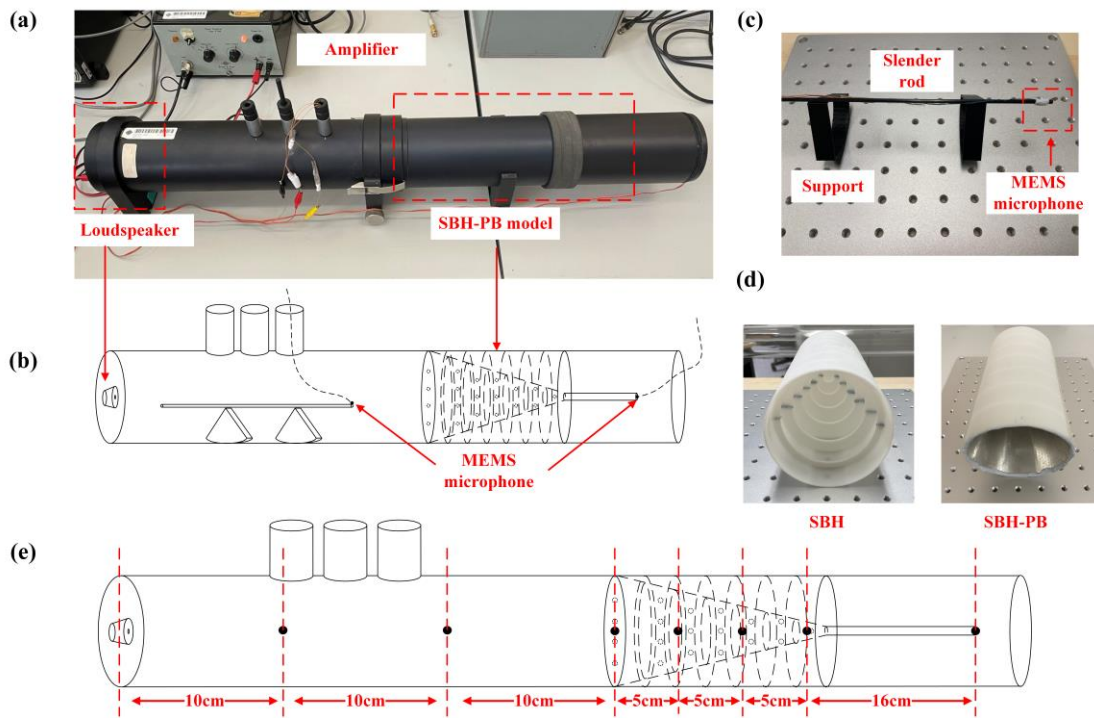 (a)
Amplifier
Loudspeaker
SBH-PB model
(b)
MEMS
microphone
(c)
Slender
rod
Support
MEMS
microphone
(d)
SBH
SBH-PB
(e)
10cm
10cm
10cm
5cm
5cm
5cm
16cm